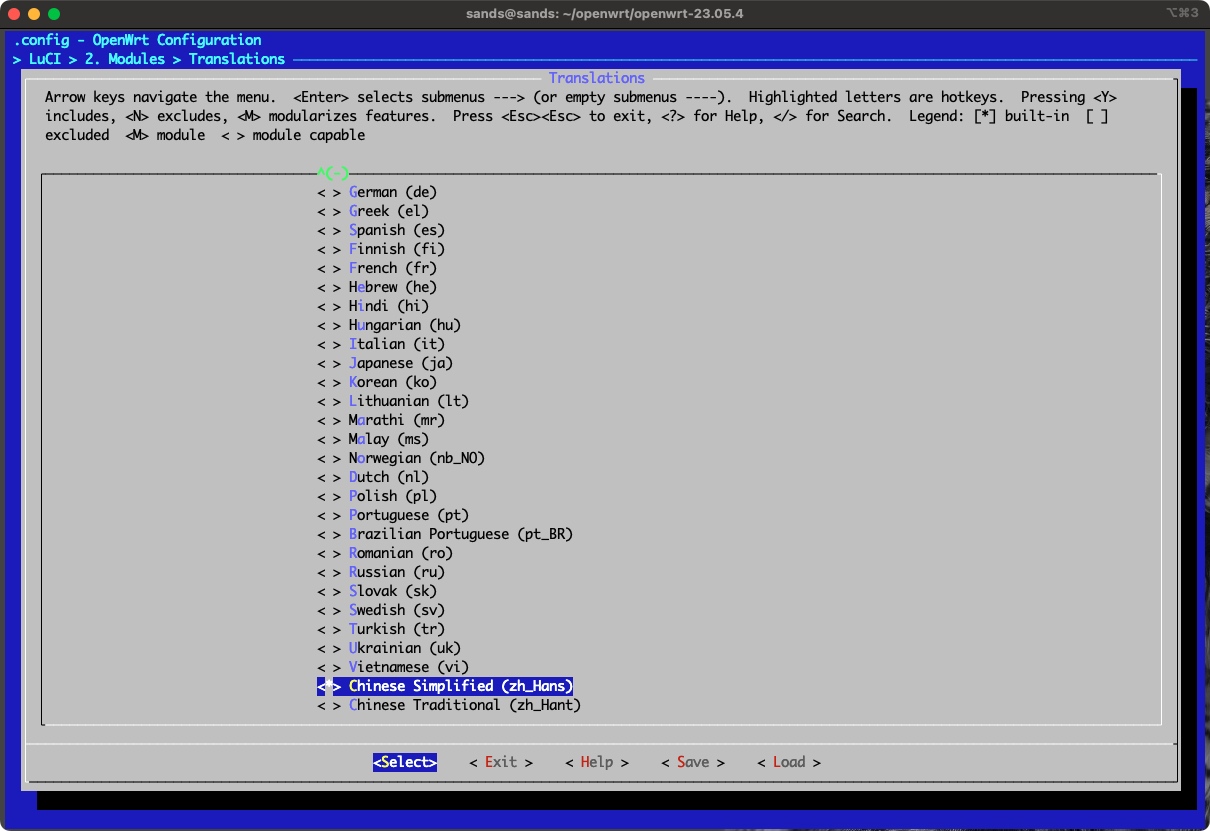 sands@sands: ~/openwrt/openwrt-23.05.4
⌥⌘3
.config - OpenWrt Configuration
> LuCI > 2. Modules > Translations
Translations
Arrow keys navigate the menu.  <Enter> selects submenus ---> (or empty submenus ----).  Highlighted letters are hotkeys.  Pressing <Y>
includes, <N> excludes, <M> modularizes features.  Press <Esc><Esc> to exit, <?> for Help, </> for Search.  Legend: [*] built-in  [ ]
excluded  <M> module  < > module capable
^(-)
< > German (de)
< > Greek (el)
< > Spanish (es)
< > Finnish (fi)
< > French (fr)
< > Hebrew (he)
< > Hindi (hi)
< > Hungarian (hu)
< > Italian (it)
< > Japanese (ja)
< > Korean (ko)
< > Lithuanian (lt)
< > Marathi (mr)
< > Malay (ms)
< > Norwegian (nb_NO)
< > Dutch (nl)
< > Polish (pl)
< > Portuguese (pt)
< > Brazilian Portuguese (pt_BR)
< > Romanian (ro)
< > Russian (ru)
< > Slovak (sk)
< > Swedish (sv)
< > Turkish (tr)
< > Ukrainian (uk)
< > Vietnamese (vi)
<*> Chinese Simplified (zh_Hans)
< > Chinese Traditional (zh_Hant)
<Select>    < Exit >    < Help >    < Save >    < Load >